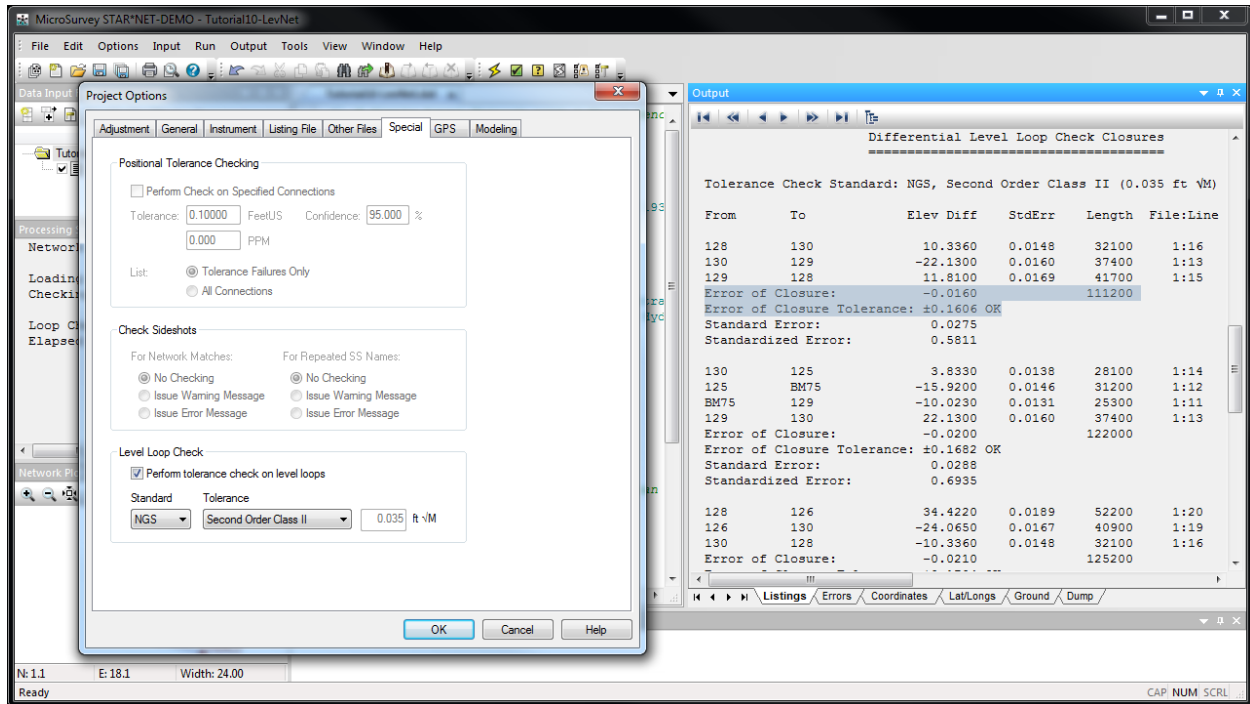 MicroSurvey STAR*NET-DEMO - Tutorial10-LevNet
File Edit Options Input Run Output Tools View Window Help
Data Input
Project Options
Adjustment General Instrument Listing File Other Files Special GPS Modeling
Positional Tolerance Checking
Perform Check on Specified Connections
Tolerance: 0.10000 FeetUS Confidence: 95.000 %
0.000 PPM
List: Tolerance Failures Only
All Connections
Check Sideshots
For Network Matches: For Repeated SS Names:
No Checking No Checking
Issue Warning Message Issue Warning Message
Issue Error Message Issue Error Message
Level Loop Check
Perform tolerance check on level loops
Standard Tolerance
NGS Second Order Class II 0.035 ft √M
OK Cancel Help
Processing
Networ
Loading
Checki
Loop C
Elapsed
Network Plo
Output
Differential Level Loop Check Closures
======================================
Tolerance Check Standard: NGS, Second Order Class II (0.035 ft √M)
From To Elev Diff StdErr Length File:Line
128 130 10.3360 0.0148 32100 1:16
130 129 -22.1300 0.0160 37400 1:13
129 128 11.8100 0.0169 41700 1:15
Error of Closure: -0.0160 111200
Error of Closure Tolerance: ±0.1606 OK
Standard Error: 0.0275
Standardized Error: 0.5811
130 125 3.8330 0.0138 28100 1:14
125 BM75 -15.9200 0.0146 31200 1:12
BM75 129 -10.0230 0.0131 25300 1:11
129 130 22.1300 0.0160 37400 1:13
Error of Closure: -0.0200 122000
Error of Closure Tolerance: ±0.1682 OK
Standard Error: 0.0288
Standardized Error: 0.6935
128 126 34.4220 0.0189 52200 1:20
126 130 -24.0650 0.0167 40900 1:19
130 128 -10.3360 0.0148 32100 1:16
Error of Closure: -0.0210 125200
Listings Errors Coordinates Lat/Longs Ground Dump
N: 1.1 E: 18.1 Width: 24.00
Ready
CAP NUM SCRL